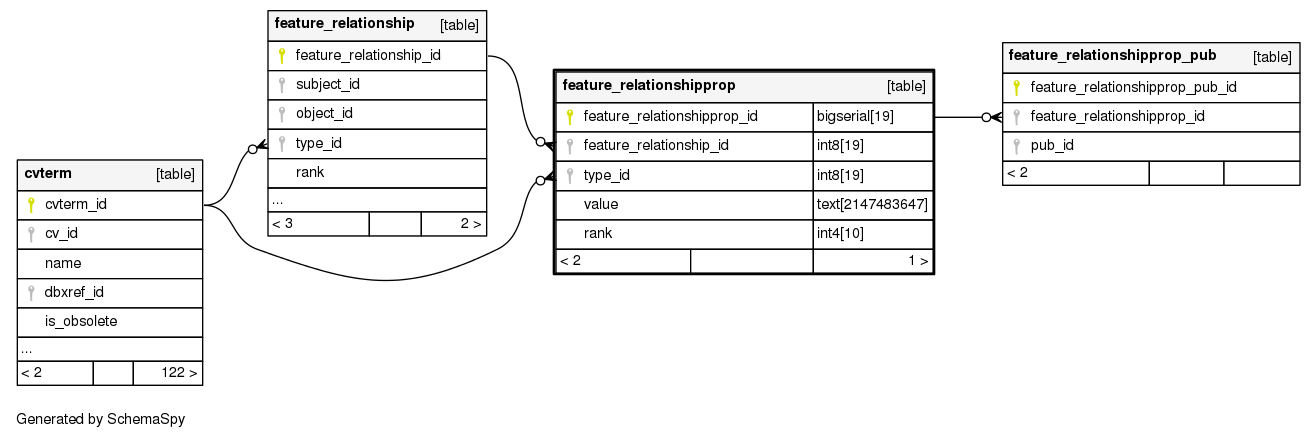 feature_relationship [table]
feature_relationship_id
subject_id
object_id
type_id
rank
...
< 3 2 >
cvterm [table]
cvterm_id
cv_id
name
dbxref_id
is_obsolete
...
< 2 122 >
feature_relationshipprop [table]
feature_relationshipprop_id bigserial[19]
feature_relationship_id int8[19]
type_id int8[19]
value text[2147483647]
rank int4[10]
< 2 1 >
feature_relationshipprop_pub [table]
feature_relationshipprop_pub_id
feature_relationshipprop_id
pub_id
< 2
Generated by SchemaSpy